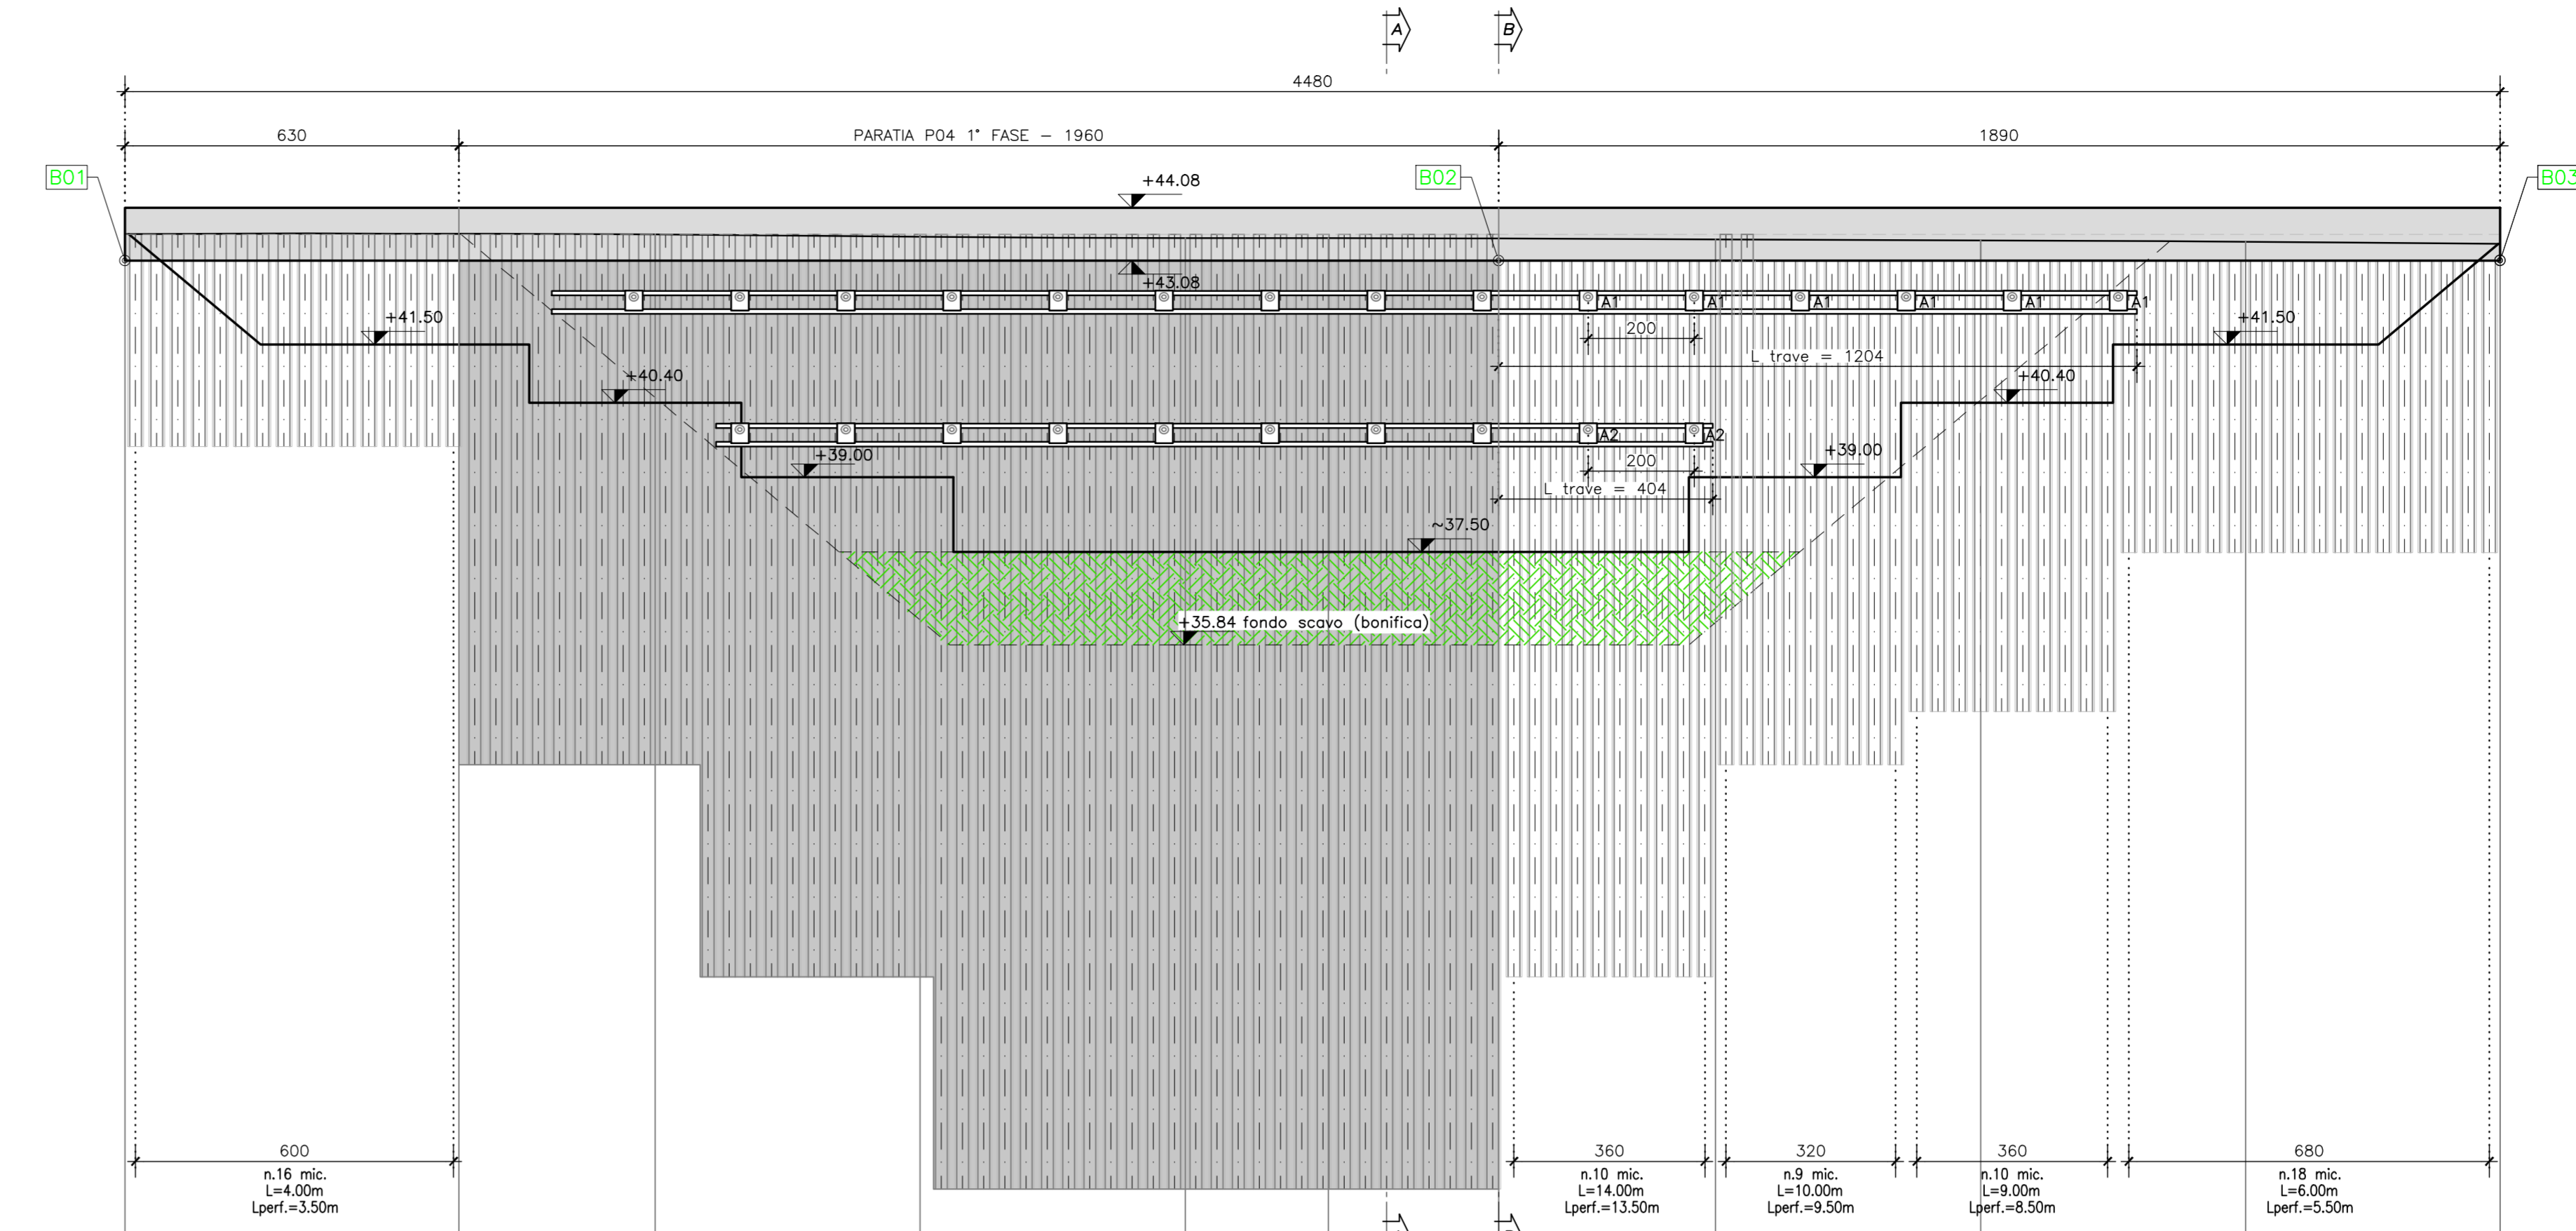 A B
4480
630 PARATIA P04 1° FASE – 1960 1890
B01 B02 B03
+44.08
+43.08
A1 A1 A1 A1 A1 A1
+41.50 +41.50
200
L trave = 1204
+40.40 +40.40
A2 A2
+39.00 +39.00
200
L trave = 404
~37.50
+35.84 fondo scavo (bonifica)
600 360 320 360 680
n.16 mic. n.10 mic. n.9 mic. n.10 mic. n.18 mic.
L=4.00m L=14.00m L=10.00m L=9.00m L=6.00m
Lperf.=3.50m Lperf.=13.50m Lperf.=9.50m Lperf.=8.50m Lperf.=5.50m